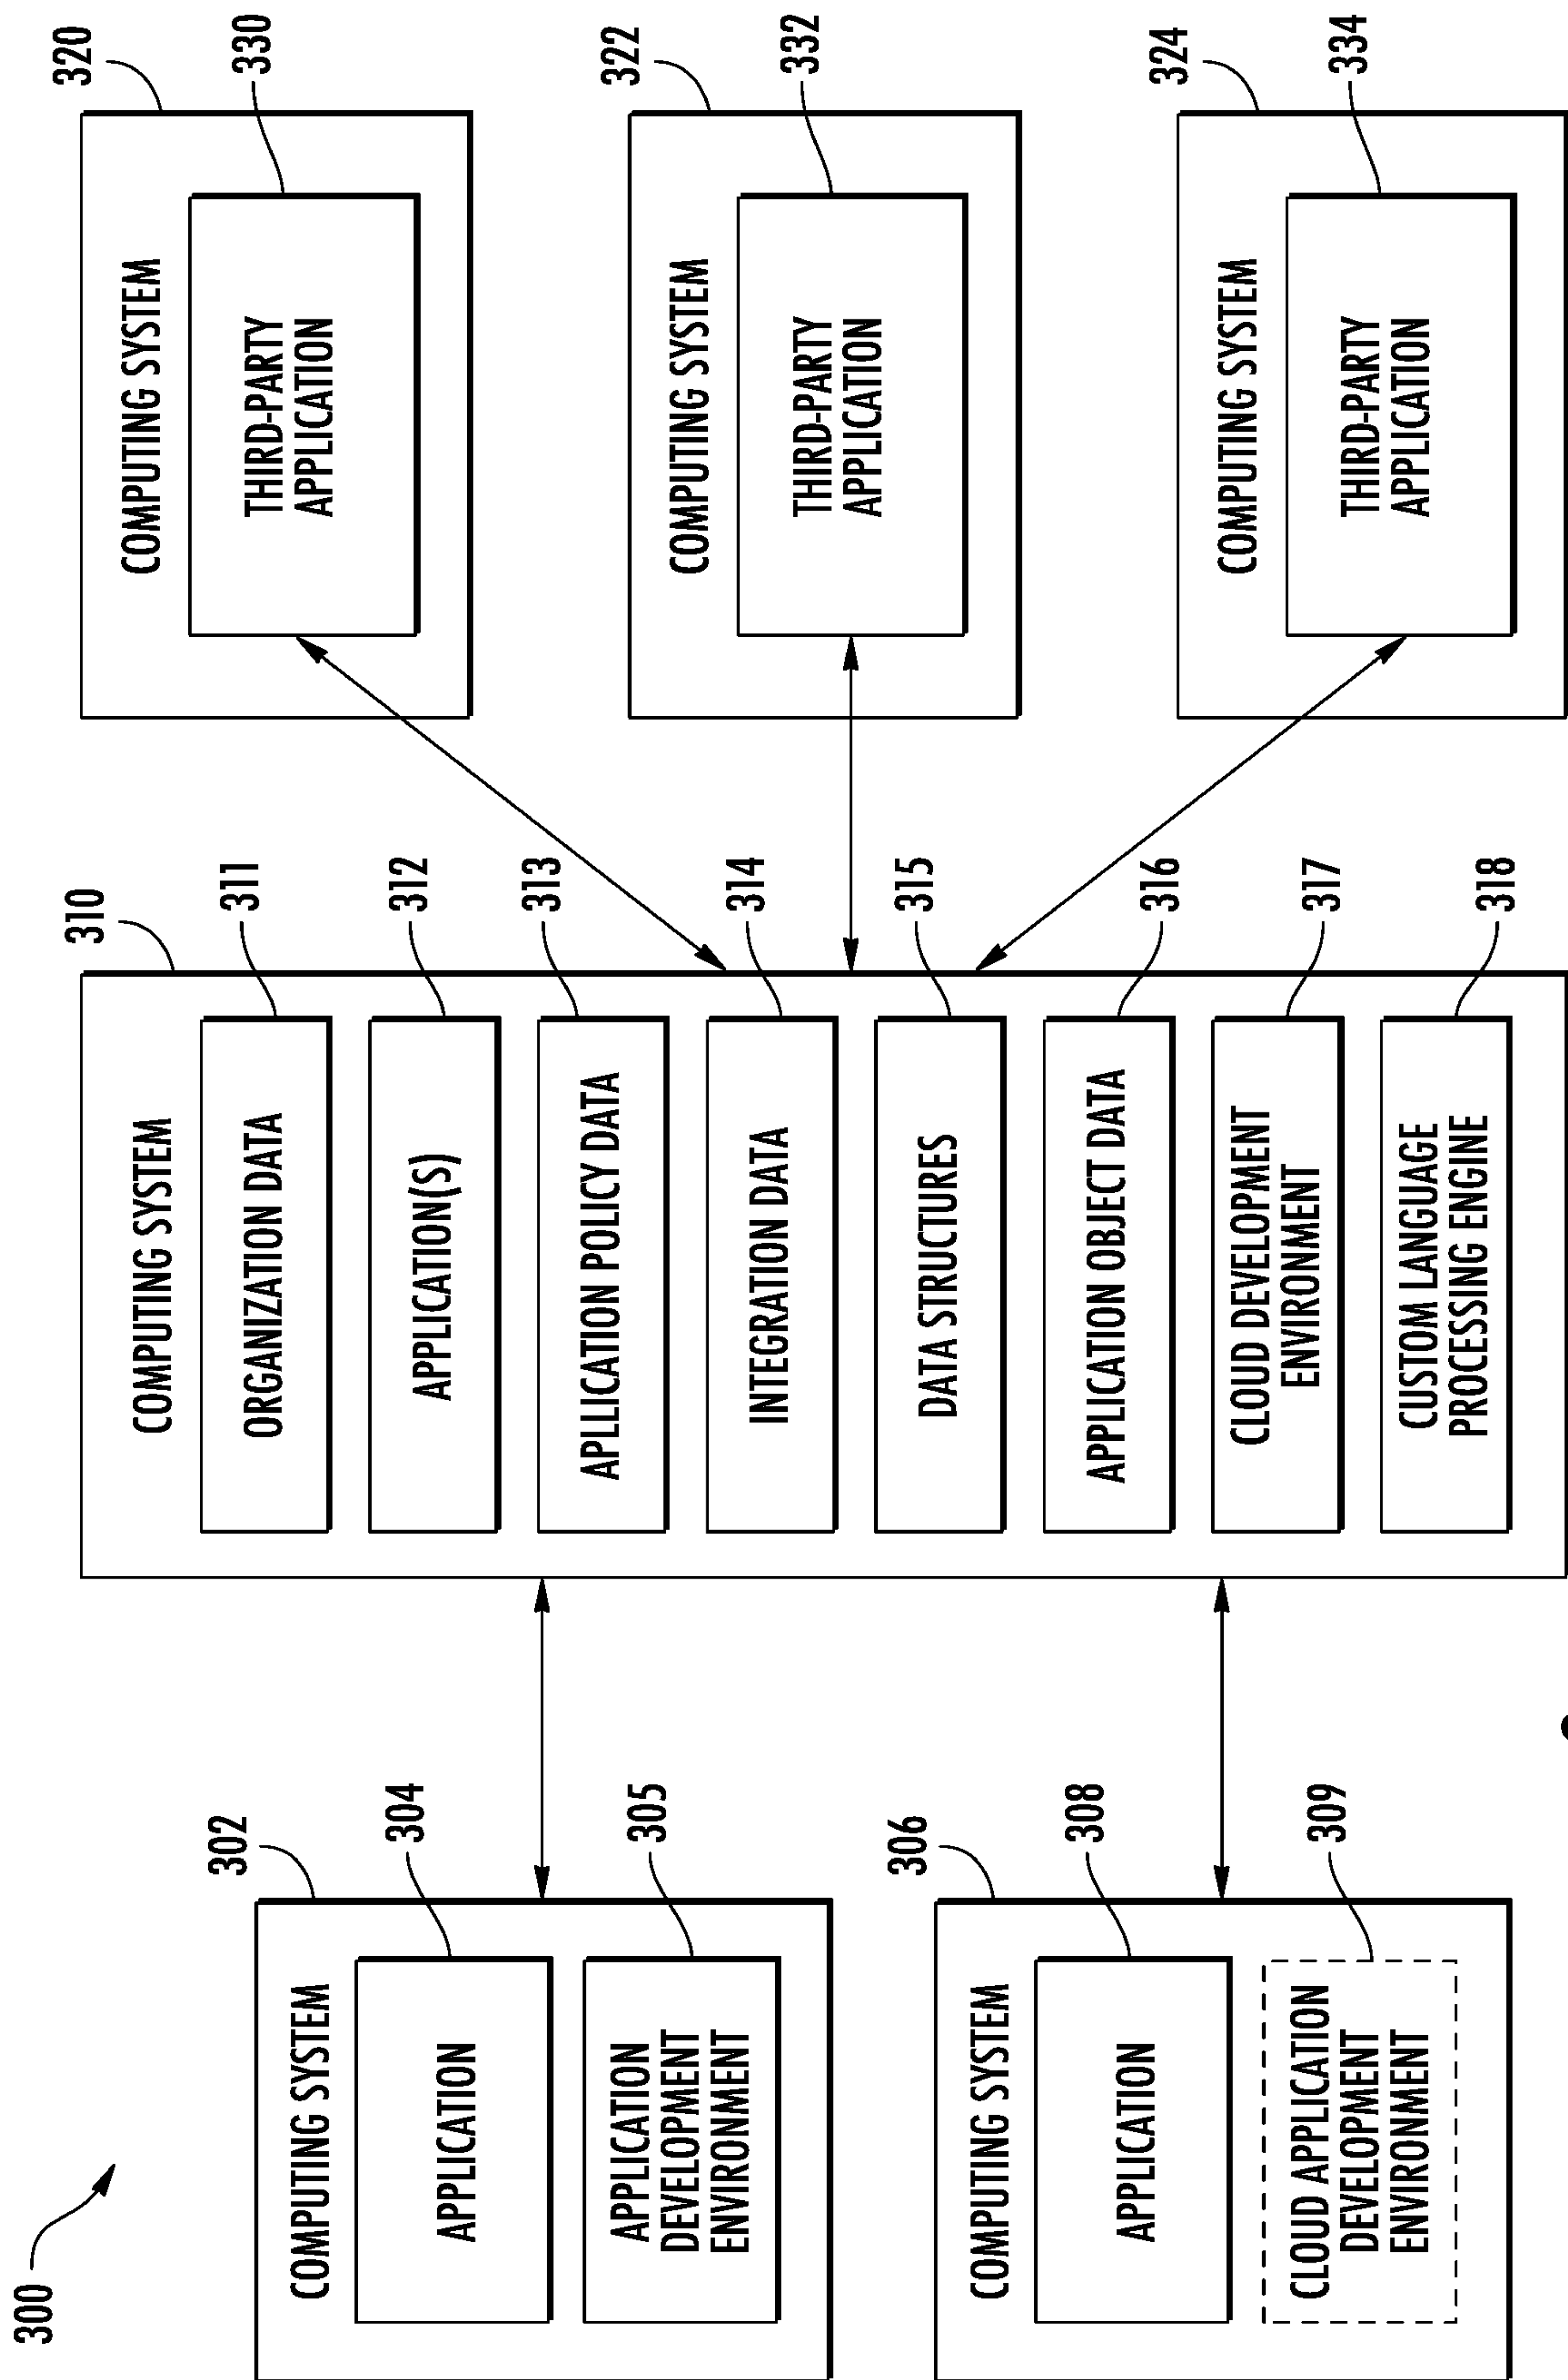 300
302
COMPUTING SYSTEM
304
APPLICATION
305
APPLICATION
DEVELOPMENT
ENVIRONMENT
306
COMPUTING SYSTEM
308
APPLICATION
309
CLOUD APPLICATION
DEVELOPMENT
ENVIRONMENT
310
COMPUTING SYSTEM
311
ORGANIZATION DATA
312
APPLICATION(S)
313
APLLICATION POLICY DATA
314
INTEGRATION DATA
315
DATA STRUCTURES
316
APPLICATION OBJECT DATA
317
CLOUD DEVELOPMENT
ENVIRONMENT
318
CUSTOM LANGUAGE
PROCESSING ENGINE
320
COMPUTING SYSTEM
330
THIRD-PARTY
APPLICATION
322
COMPUTING SYSTEM
332
THIRD-PARTY
APPLICATION
324
COMPUTING SYSTEM
334
THIRD-PARTY
APPLICATION